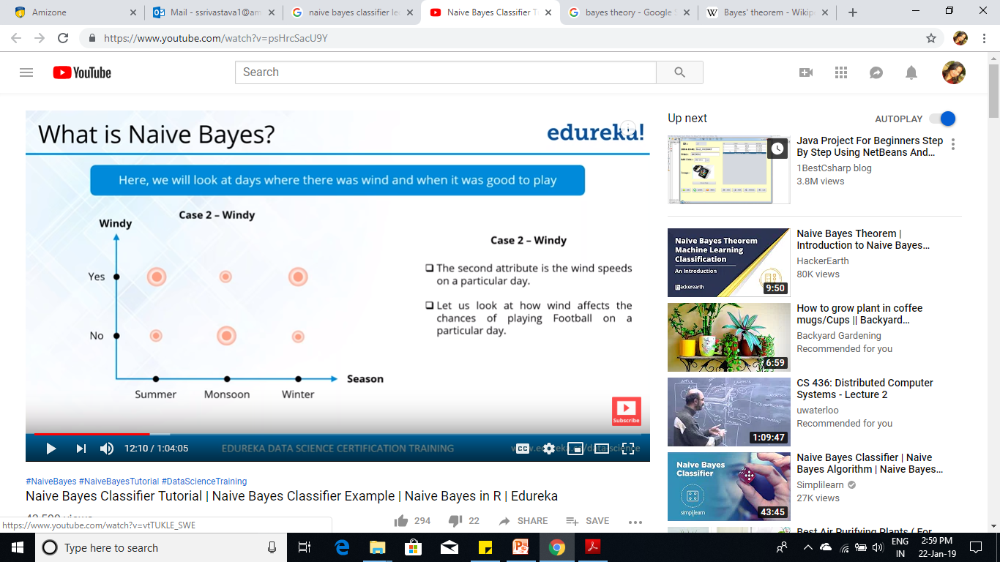 Amizone
Mail - ssrivastava1@am
naive bayes classifier le
Naive Bayes Classifier T
bayes theory - Google
Bayes' theorem - Wikip
https://www.youtube.com/watch?v=psHrcSacU9Y
YouTube
Search
What is Naive Bayes?
edureka!
Here, we will look at days where there was wind and when it was good to play
Case 2 – Windy
Windy
Yes
No
Season
Summer Monsoon Winter
Case 2 – Windy
The second attribute is the wind speeds
on a particular day.
Let us look at how wind affects the
chances of playing Football on a
particular day.
Subscribe
12:10 / 1:04:05
EDUREKA DATA SCIENCE CERTIFICATION TRAINING
CC
#NaiveBayes #NaiveBayesTutorial #DataScienceTraining
Naive Bayes Classifier Tutorial | Naive Bayes Classifier Example | Naive Bayes in R | Edureka
294
22
SHARE
SAVE
https://www.youtube.com/watch?v=vtTUKLE_SWE
Up next
AUTOPLAY
Java Project For Beginners Step
By Step Using NetBeans And...
1BestCsharp blog
3.8M views
Naive Bayes Theorem
Machine Learning
Classification
An Introduction
hackerearth
9:50
Naive Bayes Theorem |
Introduction to Naive Bayes...
HackerEarth
80K views
6:59
How to grow plant in coffee
mugs/Cups || Backyard...
Backyard Gardening
Recommended for you
1:09:47
CS 436: Distributed Computer
Systems - Lecture 2
uwaterloo
Recommended for you
Naive Bayes
Classifier
simplilearn
43:45
Naive Bayes Classifier | Naive
Bayes Algorithm | Naive Bayes...
Simplilearn
27K views
Best Air Purifying Plants ( For
Type here to search
ENG
IN
2:59 PM
22-Jan-19